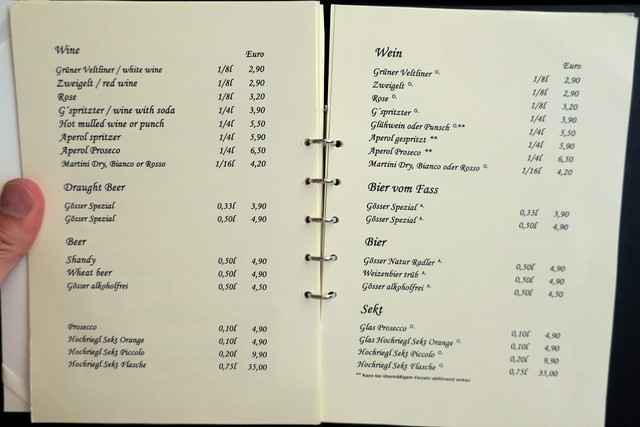 Wine
Euro
Grüner Veltliner / white wine 1/8l 2,90
Zweigelt / red wine 1/8l 2,90
Rose 1/8l 3,20
G´spritzter / wine with soda 1/4l 3,90
Hot mulled wine or punch 1/4l 5,50
Aperol spritzer 1/4l 5,90
Aperol Proseco 1/4l 6,50
Martini Dry, Bianco or Rosso 1/16l 4,20
Draught Beer
Gösser Spezial 0,33l 3,90
Gösser Spezial 0,50l 4,90
Beer
Shandy 0,50l 4,90
Wheat beer 0,50l 4,90
Gösser alkoholfrei 0,50l 4,50
Prosecco 0,10l 4,90
Hochriegl Sekt Orange 0,10l 4,90
Hochriegl Sekt Piccolo 0,20l 9,90
Hochriegl Sekt Flasche 0,75l 35,00
Wein
Euro
Grüner Veltliner O. 1/8l 2,90
Zweigelt O. 1/8l 2,90
Rose O. 1/8l 3,20
G´spritzter O. 1/4l 3,90
Glühwein oder Punsch O.** 1/4l 5,50
Aperol gespritzt ** 1/4l 5,90
Aperol Proseco ** 1/4l 6,50
Martini Dry, Bianco oder Rosso O. 1/16l 4,20
Bier vom Fass
Gösser Spezial A. 0,33l 3,90
Gösser Spezial A. 0,50l 4,90
Bier
Gösser Natur Radler A. 0,50l 4,90
Weizenbier trüb A. 0,50l 4,90
Gösser alkoholfrei A. 0,50l 4,50
Sekt
Glas Prosecco O. 0,10l 4,90
Glas Hochriegl Sekt Orange O. 0,10l 4,90
Hochriegl Sekt Piccolo O. 0,20l 9,90
Hochriegl Sekt Flasche O. 0,75l 35,00
** Kann bei übermäßigem Verzehr abführend wirken